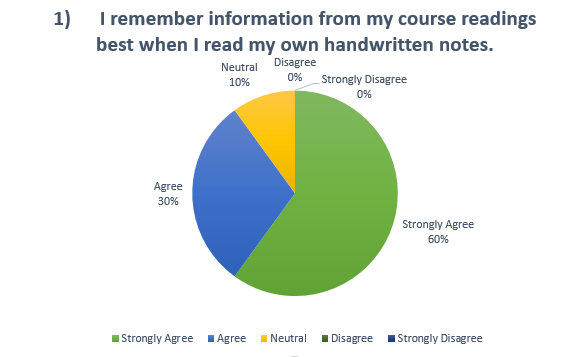 1) I remember information from my course readings
best when I read my own handwritten notes.
Disagree
0%
Neutral
10%
Strongly Disagree
0%
Agree
30%
Strongly Agree
60%
Strongly Agree Agree Neutral Disagree Strongly Disagree